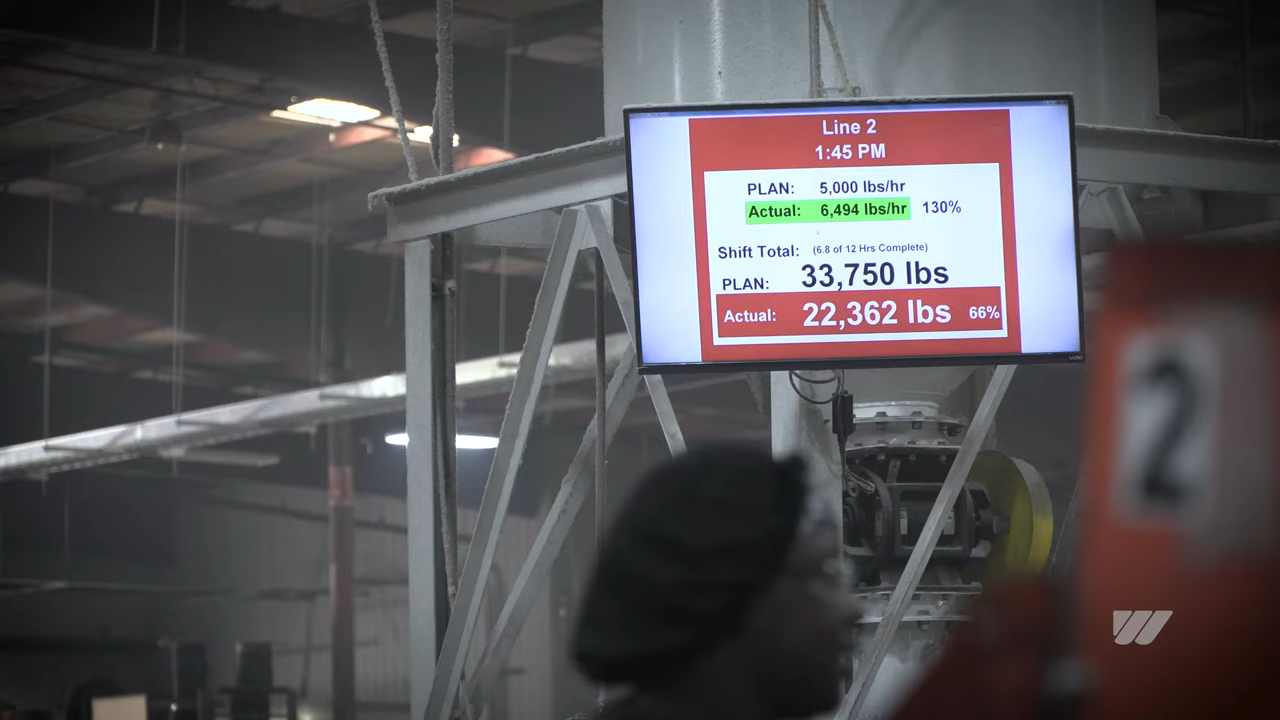 Line 2
1:45 PM
PLAN: 5,000 lbs/hr
Actual: 6,494 lbs/hr 130%
Shift Total: (6.8 of 12 Hrs Complete)
PLAN: 33,750 lbs
Actual: 22,362 lbs 66%
VIZIO
2